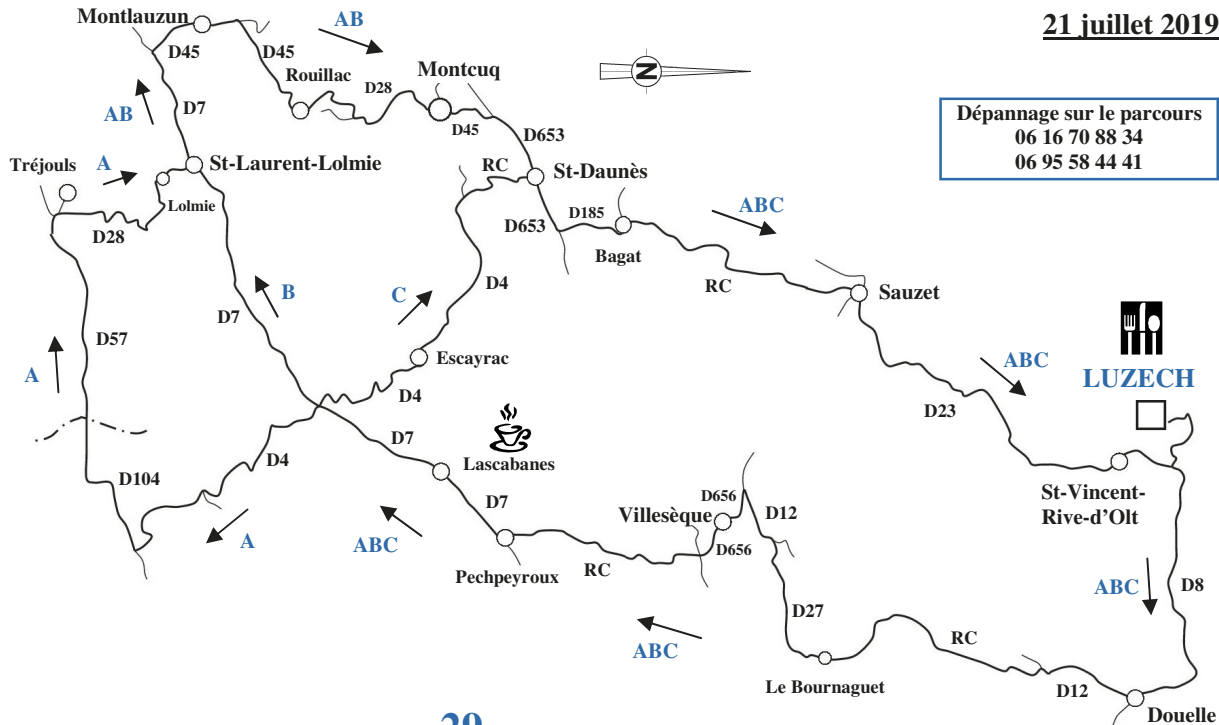 21 juillet 2019
Montlauzun
AB
D45
D45
Rouillac
D28
Montcuq
D45
N
Dépannage sur le parcours
06 16 70 88 34
06 95 58 44 41
D7
AB
D653
Tréjouls
A
St-Laurent-Lolmie
RC
St-Daunès
Lolmie
D28
D653
D185
Bagat
ABC
RC
Sauzet
D7
B
C
D4
D57
A
Escayrac
D4
ABC
LUZECH
D23
D7
Lascabanes
D4
D104
D7
A
ABC
Pechpeyroux
RC
Villesèque
D656
D656
D12
St-Vincent-
Rive-d'Olt
ABC
D8
D27
ABC
RC
Le Bournaguet
D12
Douelle
29